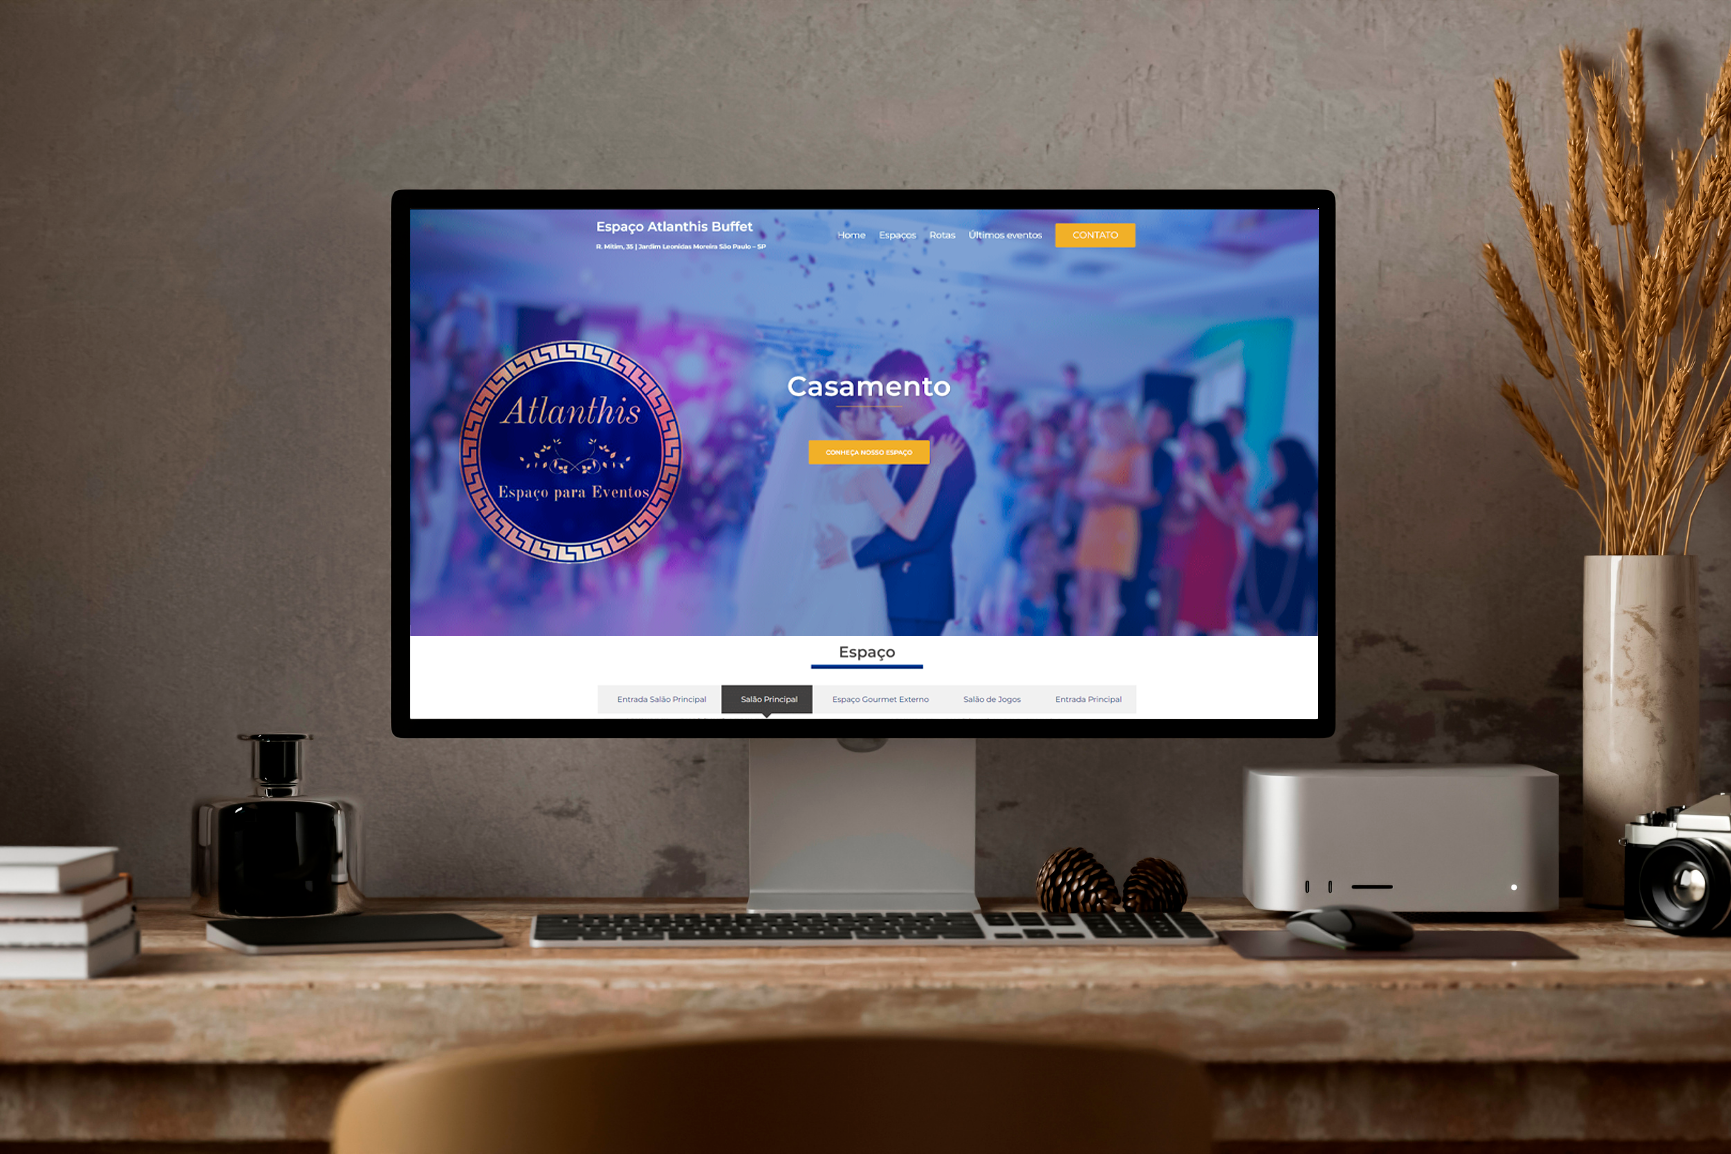 Espaço Atlanthis Buffet
R. Mitim, 35 | Jardim Leonidas Moreira São Paulo – SP
Home Espaços Rotas Últimos eventos CONTATO
Atlanthis
Espaço para Eventos
Casamento
CONHEÇA NOSSO ESPAÇO
Espaço
Entrada Salão Principal Salão Principal Espaço Gourmet Externo Salão de Jogos Entrada Principal